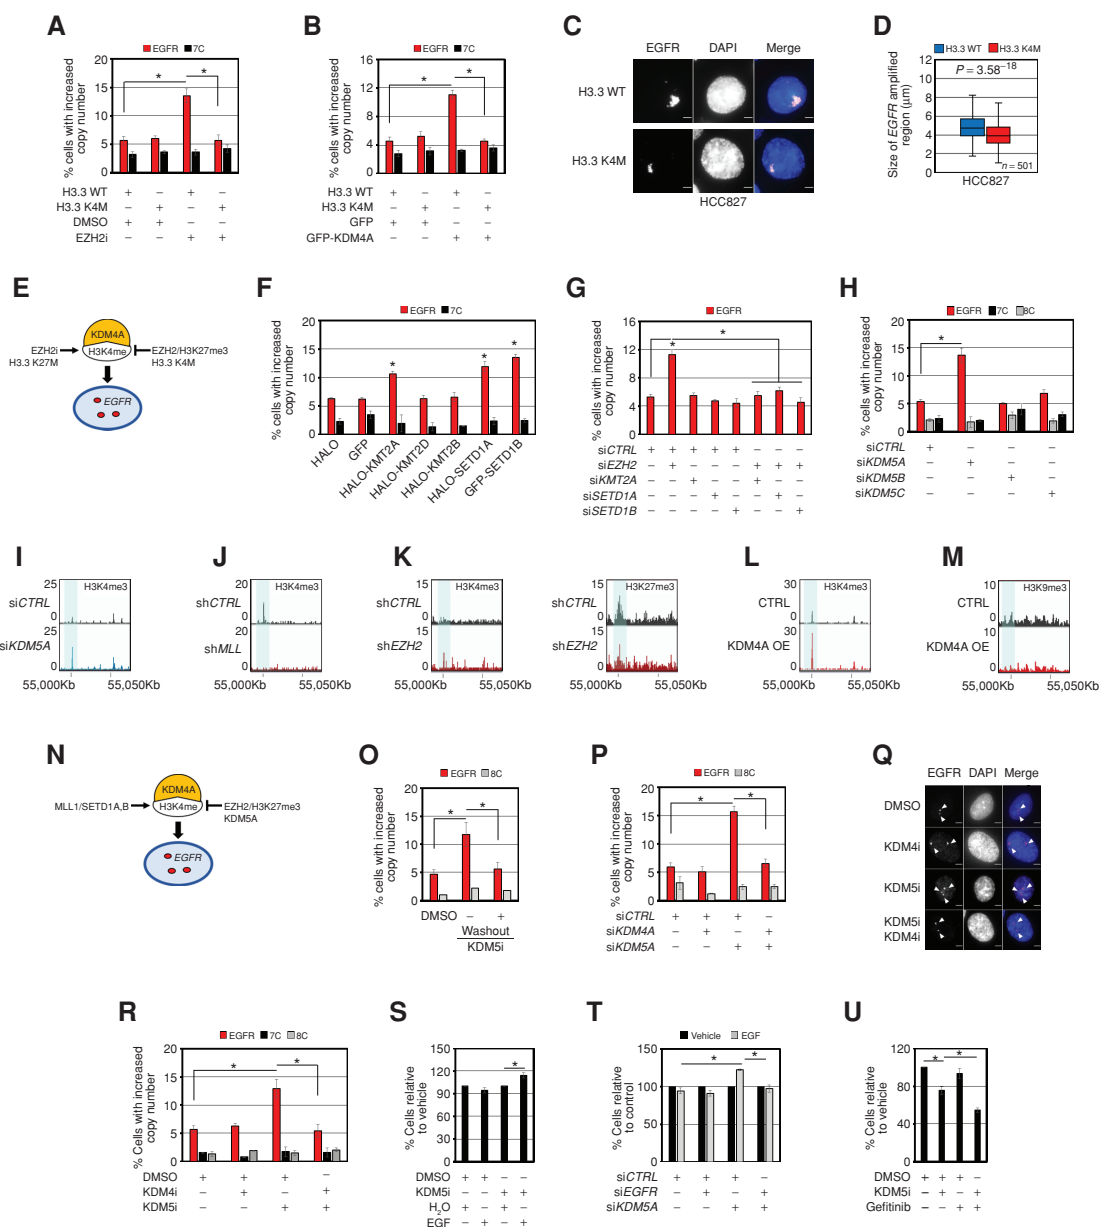 A
EGFR 7C
% cells with increased
copy number
20
15
10
5
0
*
*
H3.3 WT + – + –
H3.3 K4M – + – +
DMSO + + – –
EZH2i – – + +
B
EGFR 7C
% cells with increased
copy number
16
12
8
4
0
*
*
H3.3 WT + – + –
H3.3 K4M – + – +
GFP + + – –
GFP-KDM4A – – + +
C
EGFR DAPI Merge
H3.3 WT
H3.3 K4M
HCC827
D
H3.3 WT H3.3 K4M
Size of EGFR amplified
region (μm)
12
10
8
6
4
2
0
P = 3.58⁻¹⁸
n = 501
HCC827
E
KDM4A
H3K4me
EZH2i
H3.3 K27M
EZH2/H3K27me3
H3.3 K4M
EGFR
F
EGFR 7C
% cells with increased
copy number
20
15
10
5
0
* * *
HALO
GFP
HALO-KMT2A
HALO-KMT2D
HALO-KMT2B
HALO-SETD1A
GFP-SETD1B
G
EGFR
% cells with increased
copy number
16
12
8
4
0
*
*
siCTRL + + + + + – – –
siEZH2 – + – – – + + +
siKMT2A – – + – – + – –
siSETD1A – – – + – – + –
siSETD1B – – – – + – – +
H
EGFR 7C 8C
% cells with increased
copy number
20
15
10
5
0
*
siCTRL + – – –
siKDM5A – + – –
siKDM5B – – + –
siKDM5C – – – +
I
H3K4me3
25
siCTRL
0
25
siKDM5A
0
55,000Kb 55,050Kb
J
H3K4me3
20
shCTRL
0
20
shMLL
0
55,000Kb 55,050Kb
K
H3K4me3
15
shCTRL
0
15
shEZH2
0
55,000Kb 55,050Kb
H3K27me3
15
shCTRL
0
15
shEZH2
0
55,000Kb 55,050Kb
L
H3K4me3
30
CTRL
0
30
KDM4A OE
0
55,000Kb 55,050Kb
M
H3K9me3
10
CTRL
0
10
KDM4A OE
0
55,000Kb 55,050Kb
N
KDM4A
H3K4me
MLL1/SETD1A,B
EZH2/H3K27me3
KDM5A
EGFR
O
EGFR 8C
% cells with increased
copy number
20
15
10
5
0
*
*
DMSO + – +
Washout
KDM5i
P
EGFR 8C
% cells with increased
copy number
20
15
10
5
0
*
*
siCTRL + + + –
siKDM4A – + – +
siKDM5A – – + +
Q
EGFR DAPI Merge
DMSO
KDM4i
KDM5i
KDM5i
KDM4i
R
EGFR 7C 8C
% Cells with increased
copy number
20
15
10
5
0
*
*
DMSO + + + –
KDM4i – + – +
KDM5i – – + +
S
% Cells relative
to vehicle
150
120
90
60
30
0
*
DMSO + + – –
KDM5i – – + +
H₂O + – + –
EGF – + – +
T
Vehicle EGF
% Cells relative
to control
150
100
50
0
*
*
siCTRL + + + –
siEGFR – + – +
siKDM5A – – + +
U
% Cells relative
to vehicle
120
80
40
0
*
*
DMSO + – + –
KDM5i – + – +
Gefitinib – – + +